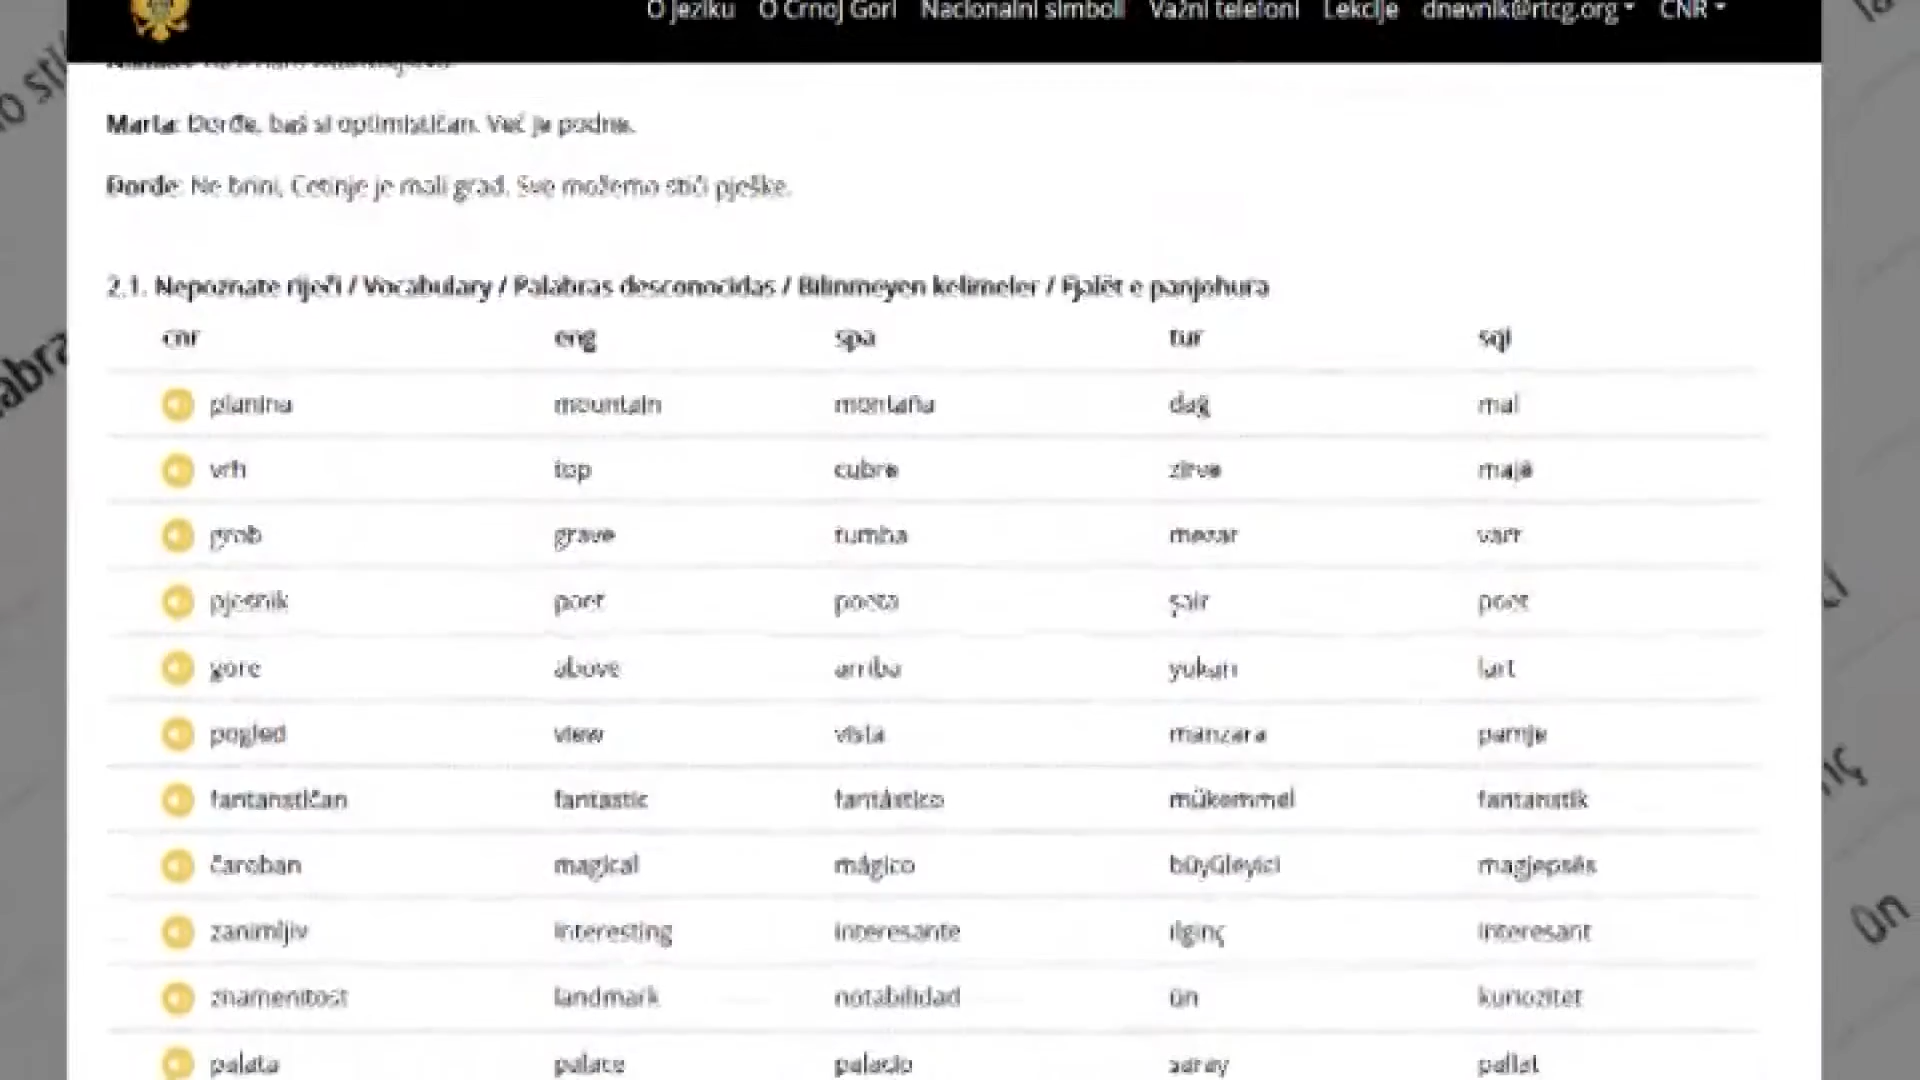 O jeziku O Crnoj Gori Nacionalni simboli Važni telefoni Lekcije dnevnik@rtcg.org CNR
Marta: Đorđe, baš si optimističan. Već je podne.
Đorđe: Ne brini, Cetinje je mali grad. Sve možemo stići pješke.
2.1. Nepoznate riječi / Vocabulary / Palabras desconocidas / Bilinmeyen kelimeler / Fjalët e panjohura
cnr eng spa tur sql
planina mountain montaña dağ mal
vrh top cubre zirve majë
grob grave tumba mezar varr
pjesnik poet poeta şair poet
gore above arriba yukarı lart
pogled view vista manzara pamje
fantanstičan fantastic fantástico mükemmel fantanstik
čaroban magical mágico büyüleyici magjepsës
zanimljiv interesting interesante ilginç interesant
znamenitost landmark notabilidad ün kuriozitet
palata palace palacio saray pallat
ün